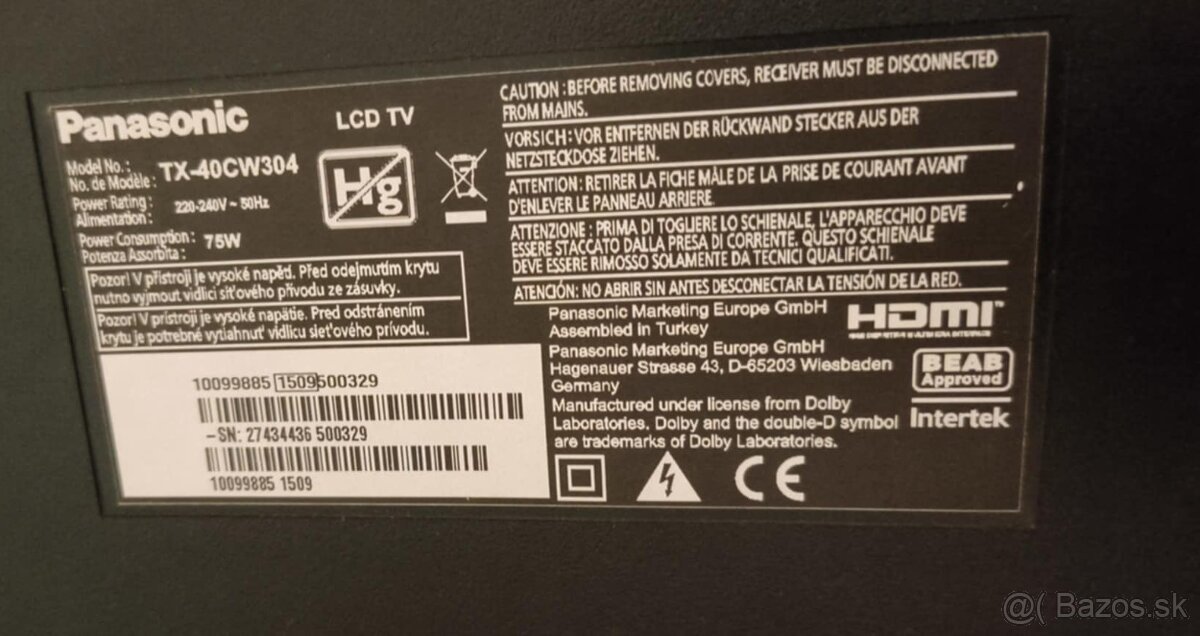 Panasonic
LCD TV
Model No.:
No. de Modèle: TX-40CW304
Power Rating:
Alimentation: 220-240V ~ 50Hz
Power Consumption:
Potenza Assorbita: 75W
Hg
Pozor! V přístroji je vysoké napětí. Před odejmutím krytu
nutno vyjmout vidlici síťového přívodu ze zásuvky.
Pozor! V prístroji je vysoké napätie. Pred odstránením
krytu je potrebné vytiahnuť vidlicu sieťového prívodu.
10099885 1509 500329
-SN: 27434436 500329
10099885 1509
CAUTION : BEFORE REMOVING COVERS, RECEIVER MUST BE DISCONNECTED
FROM MAINS.
VORSICH : VOR ENTFERNEN DER RÜCKWAND STECKER AUS DER
NETZSTECKDOSE ZIEHEN.
ATTENTION : RETIRER LA FICHE MÂLE DE LA PRISE DE COURANT AVANT
D'ENLEVER LE PANNEAU ARRIERE
ATTENZIONE : PRIMA DI TOGLIERE LO SCHIENALE, L'APPARECCHIO DEVE
ESSERE STACCATO DALLA PRESA DI CORRENTE. QUESTO SCHIENALE
DEVE ESSERE RIMOSSO SOLAMENTE DA TECNICI QUALIFICATI.
ATENCIÓN : NO ABRIR SIN ANTES DESCONECTAR LA TENSIÓN DE LA RED.
Panasonic Marketing Europe GmbH
Assembled in Turkey
Panasonic Marketing Europe GmbH
Hagenauer Strasse 43, D-65203 Wiesbaden
Germany
Manufactured under license from Dolby
Laboratories. Dolby and the double-D symbol
are trademarks of Dolby Laboratories.
HDMI™
BEAB
Approved
Intertek
CE
@( Bazos.sk